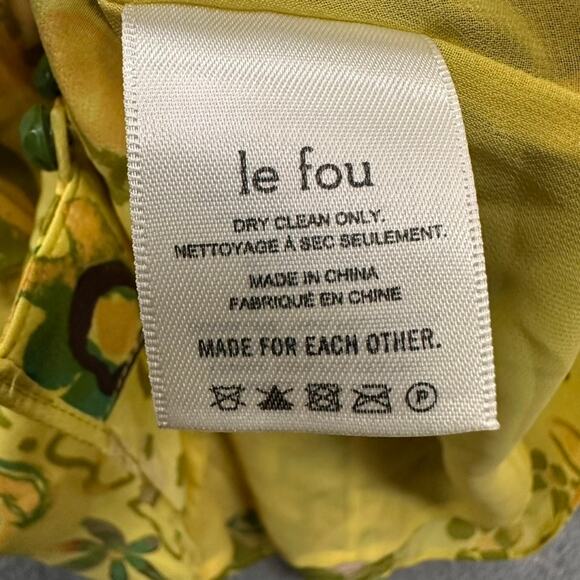 le fou
DRY CLEAN ONLY.
NETTOYAGE À SEC SEULEMENT.
MADE IN CHINA
FABRIQUÉ EN CHINE
MADE FOR EACH OTHER.
P